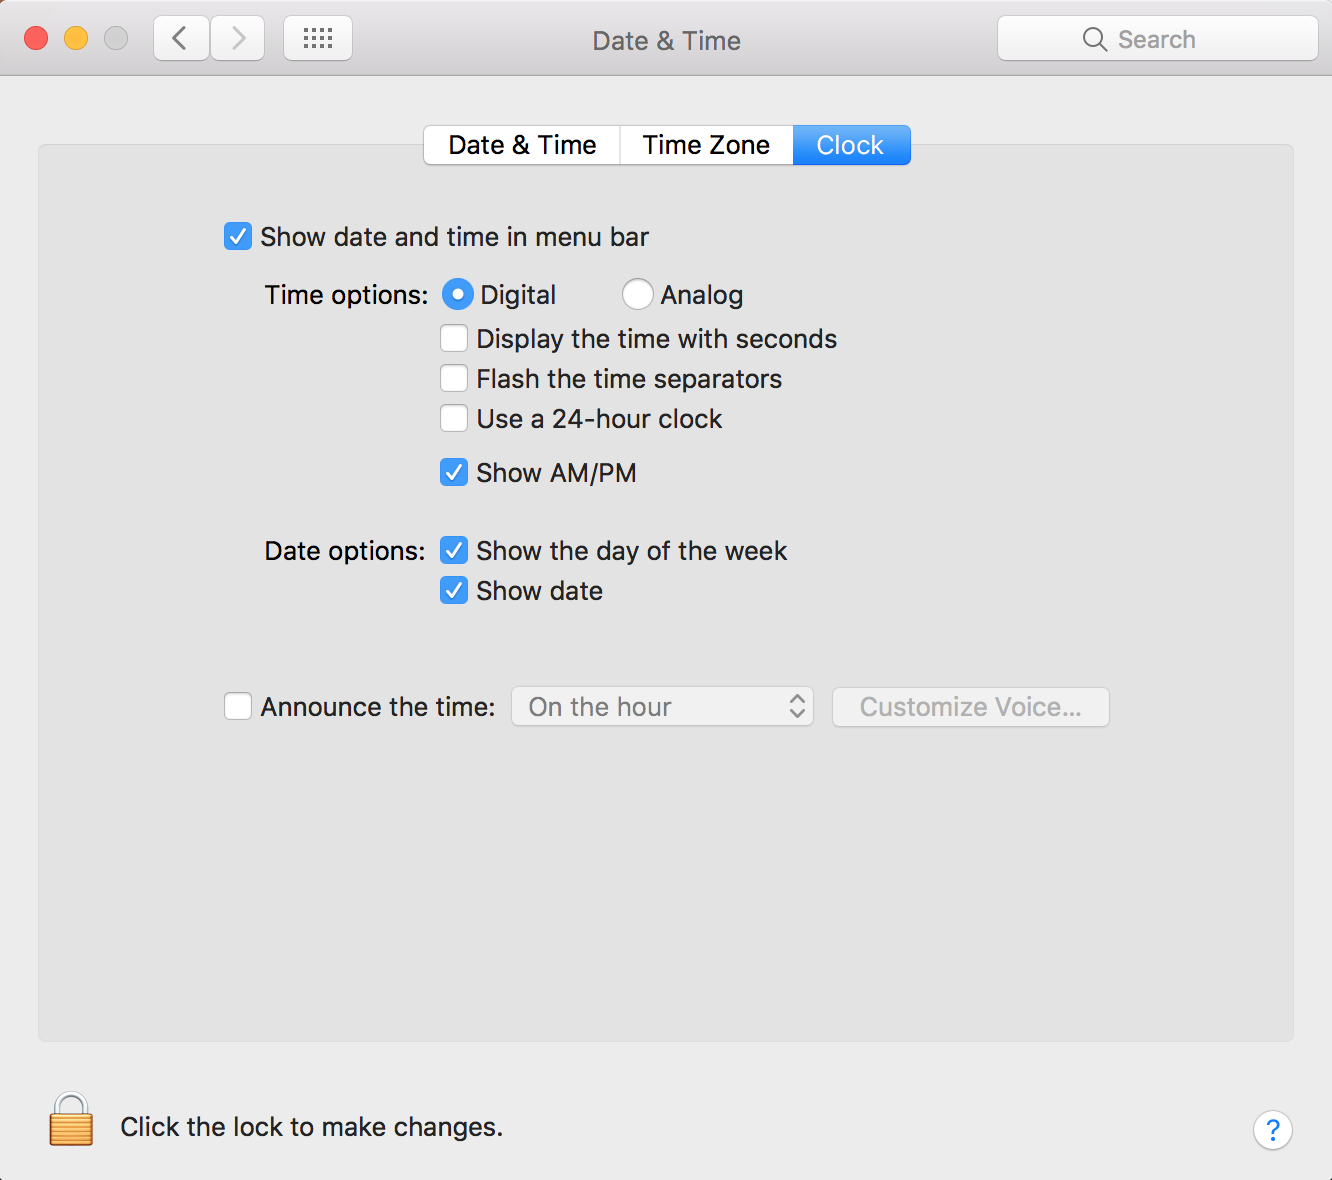 Date & Time
Search
Date & Time Time Zone Clock
Show date and time in menu bar
Time options: Digital Analog
Display the time with seconds
Flash the time separators
Use a 24-hour clock
Show AM/PM
Date options: Show the day of the week
Show date
Announce the time: On the hour Customize Voice...
Click the lock to make changes.
?